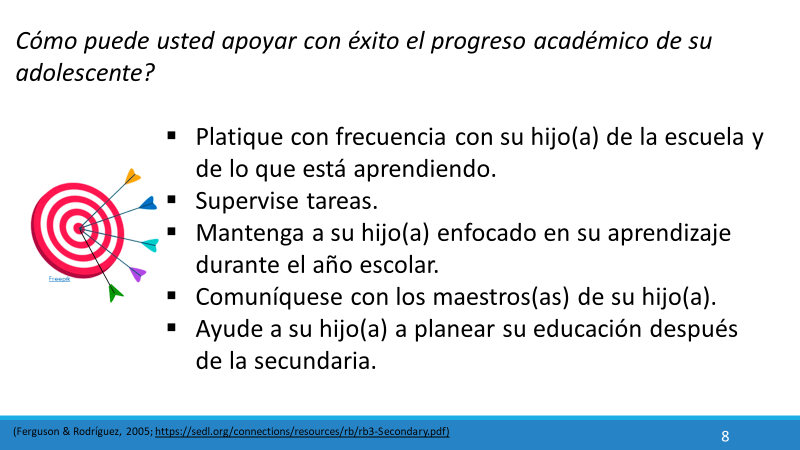 Cómo puede usted apoyar con éxito el progreso académico de su
adolescente?
▪ Platique con frecuencia con su hijo(a) de la escuela y
de lo que está aprendiendo.
▪ Supervise tareas.
▪ Mantenga a su hijo(a) enfocado en su aprendizaje
durante el año escolar.
▪ Comuníquese con los maestros(as) de su hijo(a).
▪ Ayude a su hijo(a) a planear su educación después
de la secundaria.
Freepik
(Ferguson & Rodríguez, 2005; https://sedl.org/connections/resources/rb/rb3-Secondary.pdf)
8